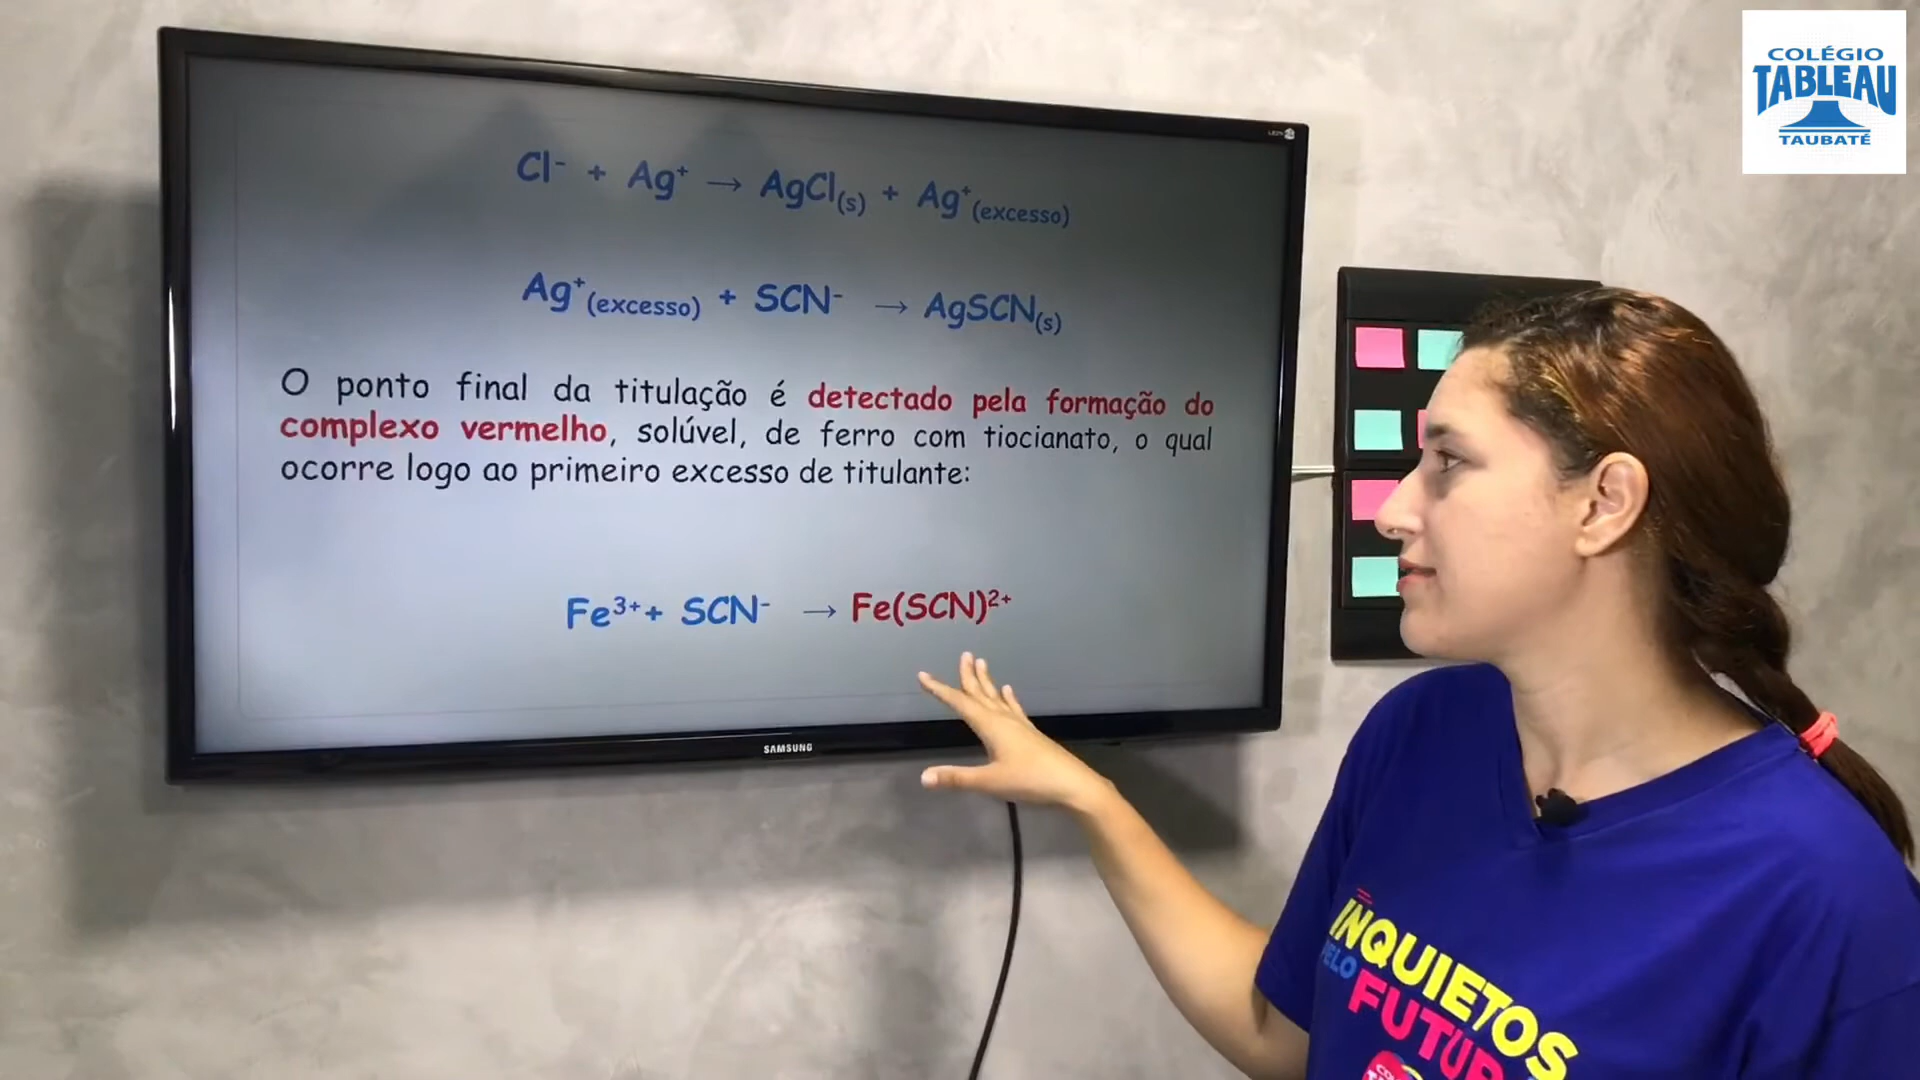 COLÉGIO
TABLEAU
TAUBATÉ
Cl⁻ + Ag⁺ → AgCl₍s₎ + Ag⁺(excesso)
Ag⁺(excesso) + SCN⁻ → AgSCN(s)
O ponto final da titulação é detectado pela formação do
complexo vermelho, solúvel, de ferro com tiocianato, o qual
ocorre logo ao primeiro excesso de titulante:
Fe³⁺ + SCN⁻ → Fe(SCN)²⁺
SAMSUNG
INQUIETOS
PELO